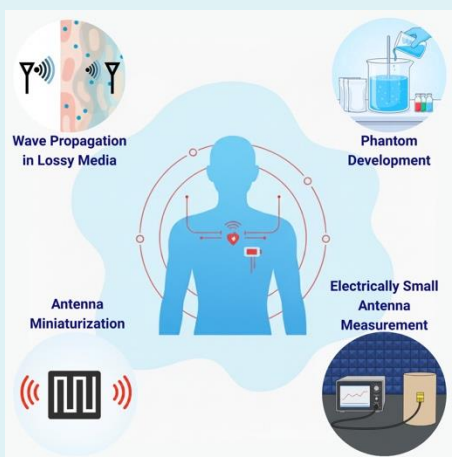 Wave Propagation
in Lossy Media
Phantom
Development
Antenna
Miniaturization
Electrically Small
Antenna
Measurement